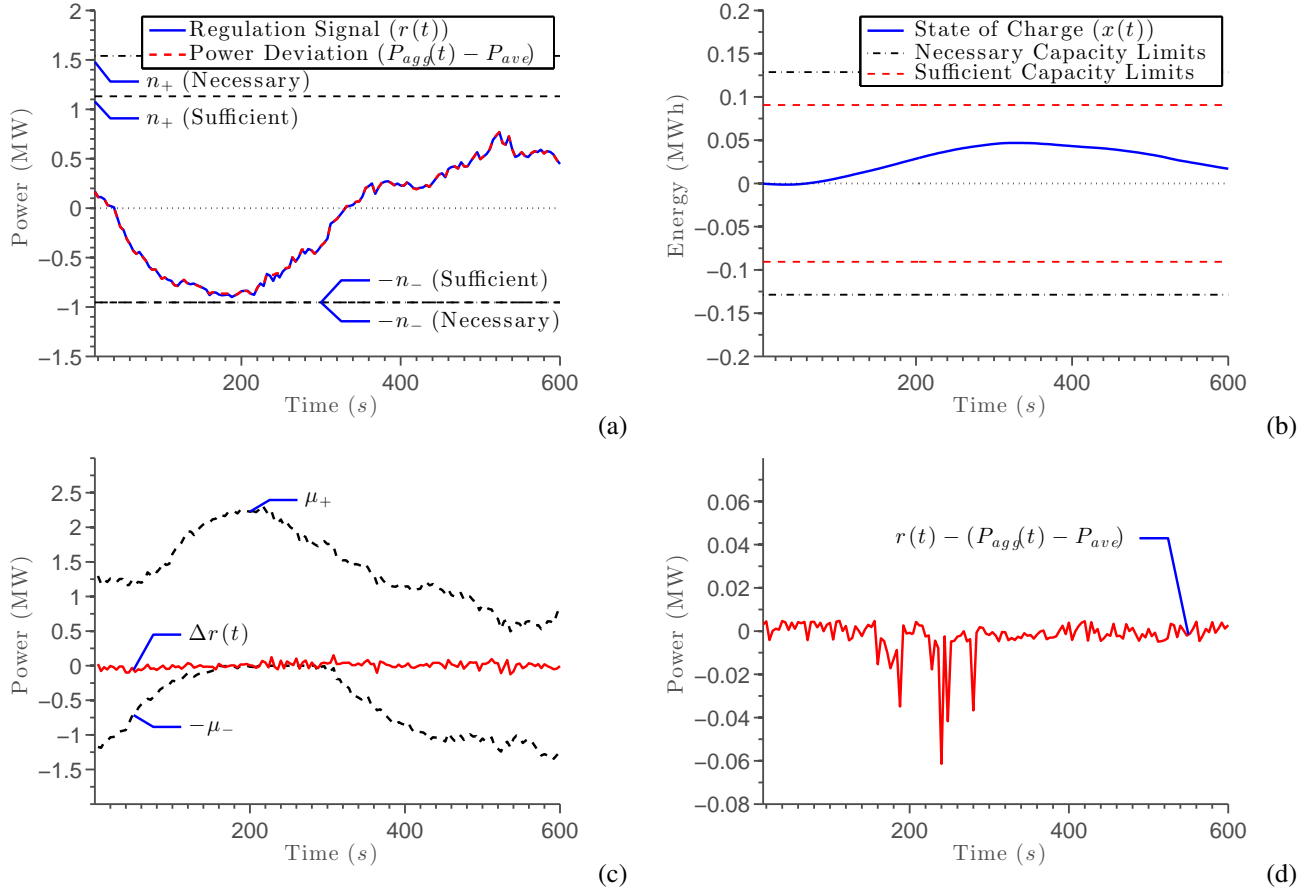 Regulation Signal (r(t))
Power Deviation (P_agg(t) − P_ave)
2
1.5
1
0.5
0
−0.5
−1
−1.5
Power (MW)
n₊ (Necessary)
n₊ (Sufficient)
−n₋ (Sufficient)
−n₋ (Necessary)
200
400
600
Time (s)
(a)
State of Charge (x(t))
Necessary Capacity Limits
Sufficient Capacity Limits
0.2
0.15
0.1
0.05
0
−0.05
−0.1
−0.15
−0.2
Energy (MWh)
200
400
600
Time (s)
(b)
2.5
2
1.5
1
0.5
0
−0.5
−1
−1.5
Power (MW)
μ₊
Δr(t)
−μ₋
200
400
600
Time (s)
(c)
0.06
0.04
0.02
0
−0.02
−0.04
−0.06
−0.08
Power (MW)
r(t) − (P_agg(t) − P_ave)
200
400
600
Time (s)
(d)